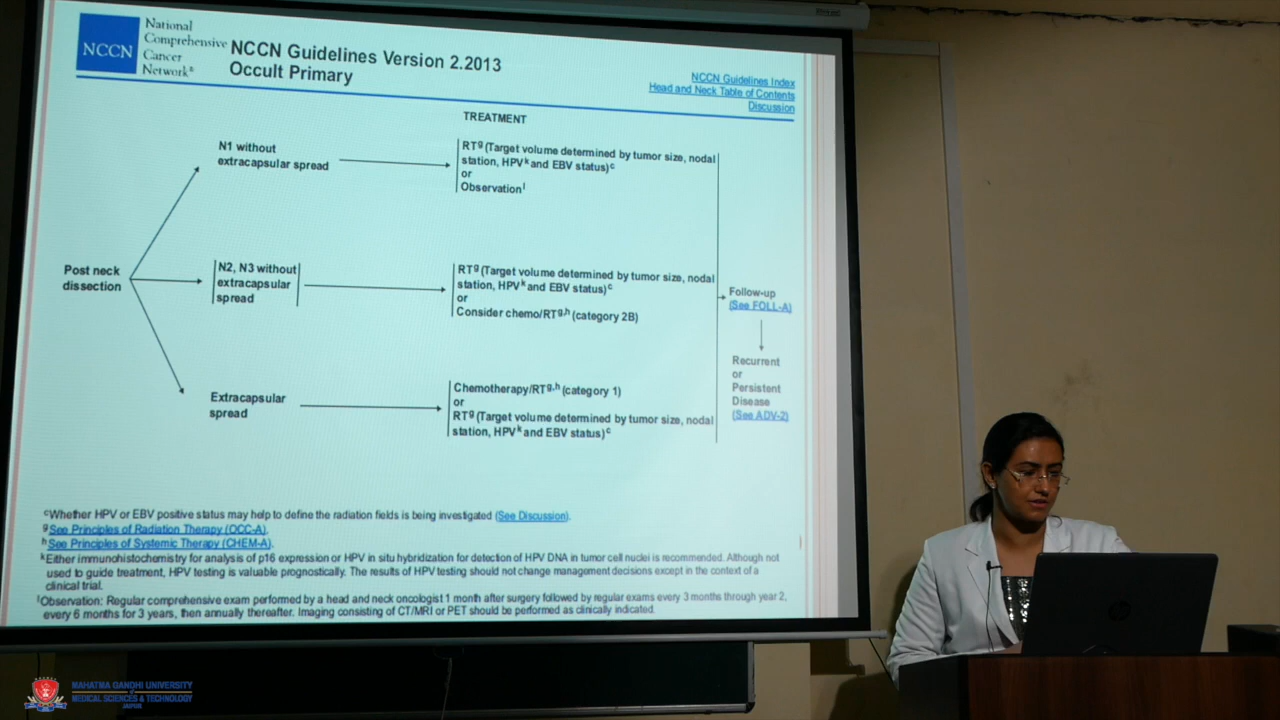 NCCN
National
Comprehensive
Cancer
Network®
NCCN Guidelines Version 2.2013
Occult Primary
NCCN Guidelines Index
Head and Neck Table of Contents
Discussion
TREATMENT
Post neck
dissection
N1 without
extracapsular spread
RTg (Target volume determined by tumor size, nodal
station, HPVk and EBV status)c
or
Observationl
N2, N3 without
extracapsular
spread
RTg (Target volume determined by tumor size, nodal
station, HPVk and EBV status)c
or
Consider chemo/RTg,h (category 2B)
Extracapsular
spread
Chemotherapy/RTg,h (category 1)
or
RTg (Target volume determined by tumor size, nodal
station, HPVk and EBV status)c
Follow-up
(See FOLL-A)
Recurrent
or
Persistent
Disease
(See ADV-2)
cWhether HPV or EBV positive status may help to define the radiation fields is being investigated (See Discussion).
gSee Principles of Radiation Therapy (OCC-A).
hSee Principles of Systemic Therapy (CHEM-A).
kEither immunohistochemistry for analysis of p16 expression or HPV in situ hybridization for detection of HPV DNA in tumor cell nuclei is recommended. Although not
used to guide treatment, HPV testing is valuable prognostically. The results of HPV testing should not change management decisions except in the context of a
clinical trial.
lObservation: Regular comprehensive exam performed by a head and neck oncologist 1 month after surgery followed by regular exams every 3 months through year 2,
every 6 months for 3 years, then annually thereafter. Imaging consisting of CT/MRI or PET should be performed as clinically indicated.
MAHATMA GANDHI UNIVERSITY
of
MEDICAL SCIENCES & TECHNOLOGY
JAIPUR